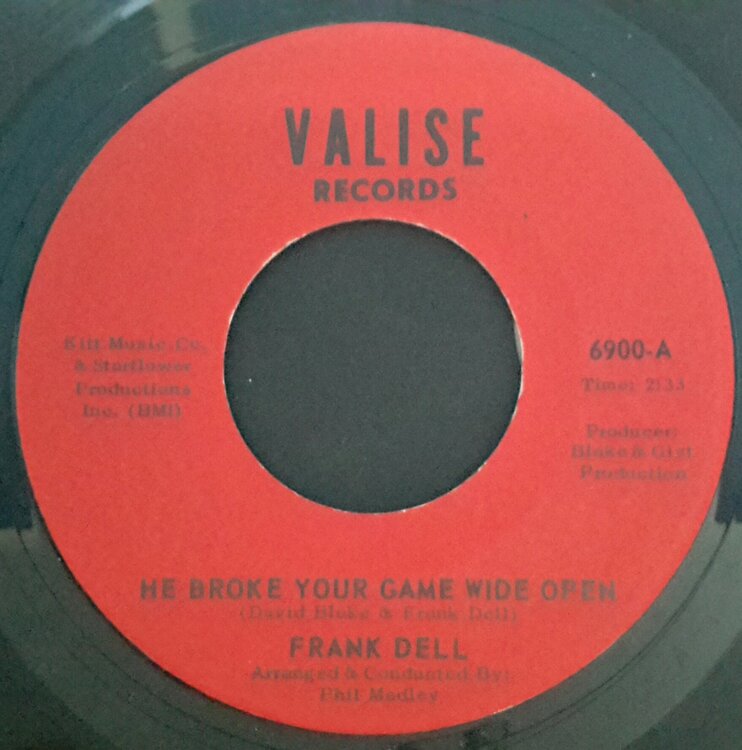 VALISE
RECORDS
Kilt Music Co.
& Starflower
Productions
Inc. (BMI)
6900-A
Time: 2:33
Producer:
Blake & Gist
Production
HE BROKE YOUR GAME WIDE OPEN
(David Blake & Frank Dell)
FRANK DELL
Arranged & Conducted By:
Phil Medley